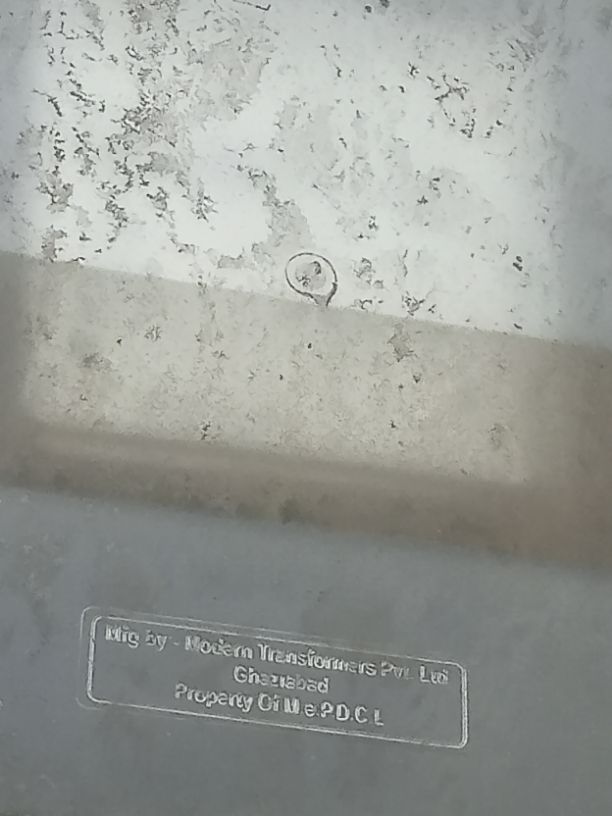 Mfg by - Modern Transformers Pvt. Ltd
Ghaziabad
Property Of M.e.P.D.C L